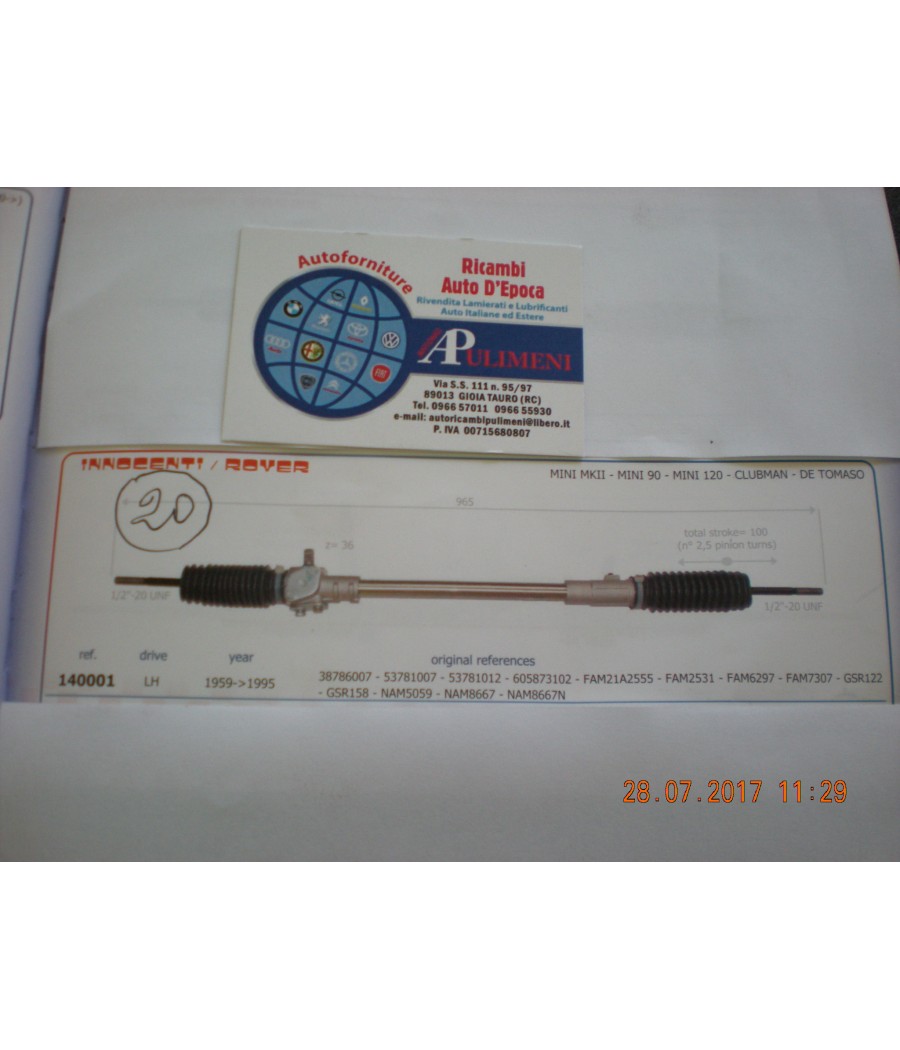 Autoforniture
Ricambi
Auto D'Epoca
Rivendita Lamierati e Lubrificanti
Auto Italiane ed Estere
APULIMENI
Via S.S. 111 n. 95/97
89013 GIOIA TAURO (RC)
Tel. 0966 57011 0966 55930
e-mail: autoricambipulimeni@libero.it
P. IVA 00715680807
INNOCENTI / ROVER
MINI MKII - MINI 90 - MINI 120 - CLUBMAN - DE TOMASO
20
965
z= 36
total stroke= 100
(n° 2,5 pinion turns)
1/2"-20 UNF
1/2"-20 UNF
ref. drive year original references
140001 LH 1959->1995 38786007 - 53781007 - 53781012 - 605873102 - FAM21A2555 - FAM2531 - FAM6297 - FAM7307 - GSR122
- GSR158 - NAM5059 - NAM8667 - NAM8667N
28.07.2017 11:29